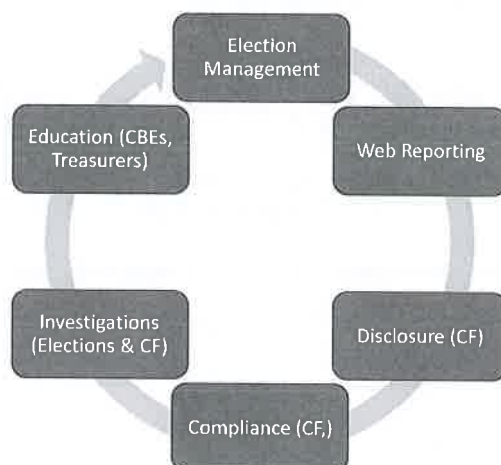 Election
Management
Web Reporting
Disclosure (CF)
Compliance (CF,)
Investigations
(Elections & CF)
Education (CBEs,
Treasurers)